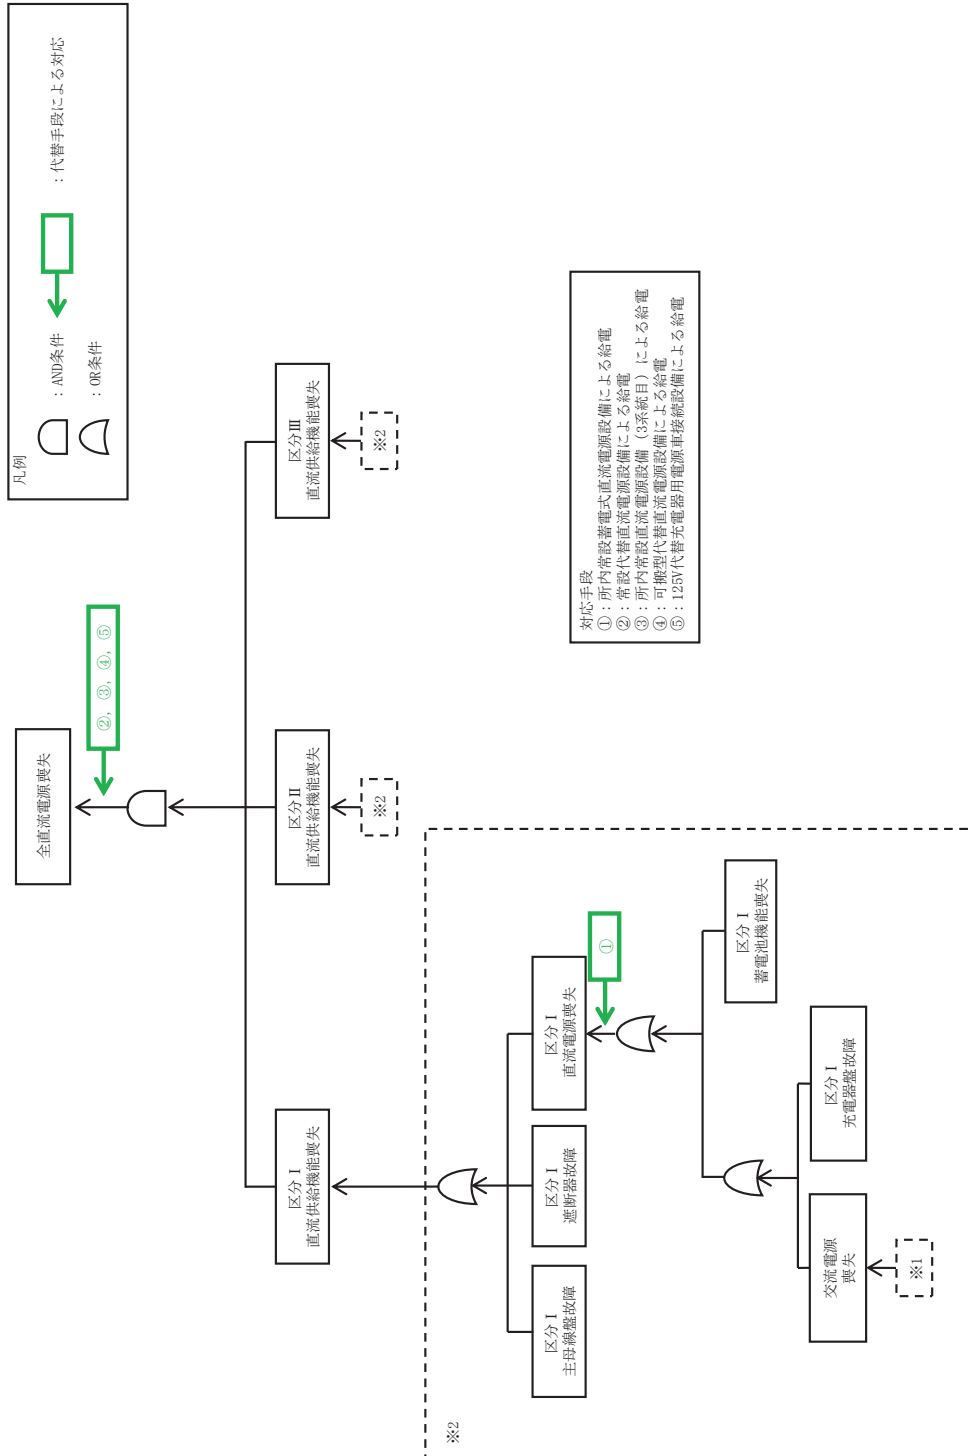 全直流電源喪失
②，③，④，⑤
区分Ⅰ
直流供給機能喪失
区分Ⅱ
直流供給機能喪失
区分Ⅲ
直流供給機能喪失
※2
※2
※2
区分Ⅰ
主母線盤故障
区分Ⅰ
遮断器故障
区分Ⅰ
直流電源喪失
①
区分Ⅰ
蓄電池機能喪失
交流電源
喪失
区分Ⅰ
充電器盤故障
※1
凡例
：AND条件
：OR条件
：代替手段による対応
対応手段
①：所内常設蓄電式直流電源設備による給電
②：常設代替直流電源設備による給電
③：所内常設直流電源設備（3系統目）による給電
④：可搬型代替直流電源設備による給電
⑤：125V代替充電器用電源車接続設備による給電